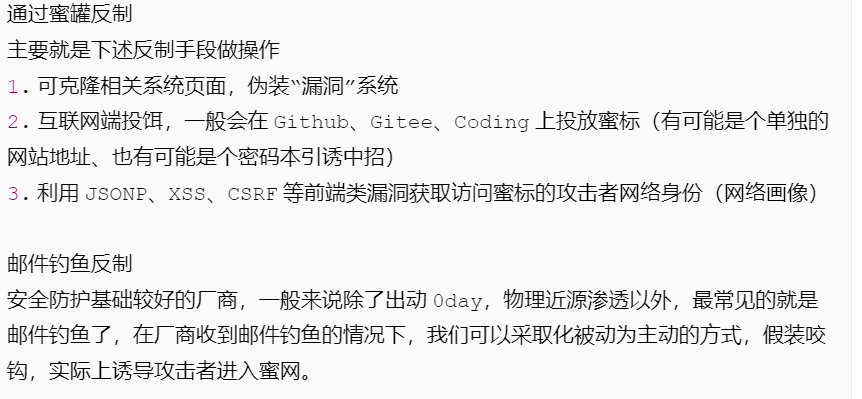 通过蜜罐反制
主要就是下述反制手段做操作
1. 可克隆相关系统页面，伪装“漏洞”系统
2. 互联网端投饵，一般会在 Github、Gitee、Coding 上投放蜜标（有可能是个单独的
网站地址、也有可能是个密码本引诱中招）
3. 利用 JSONP、XSS、CSRF 等前端类漏洞获取访问蜜标的攻击者网络身份（网络画像）
邮件钓鱼反制
安全防护基础较好的厂商，一般来说除了出动 0day，物理近源渗透以外，最常见的就是
邮件钓鱼了，在厂商收到邮件钓鱼的情况下，我们可以采取化被动为主动的方式，假装咬
钩，实际上诱导攻击者进入蜜网。